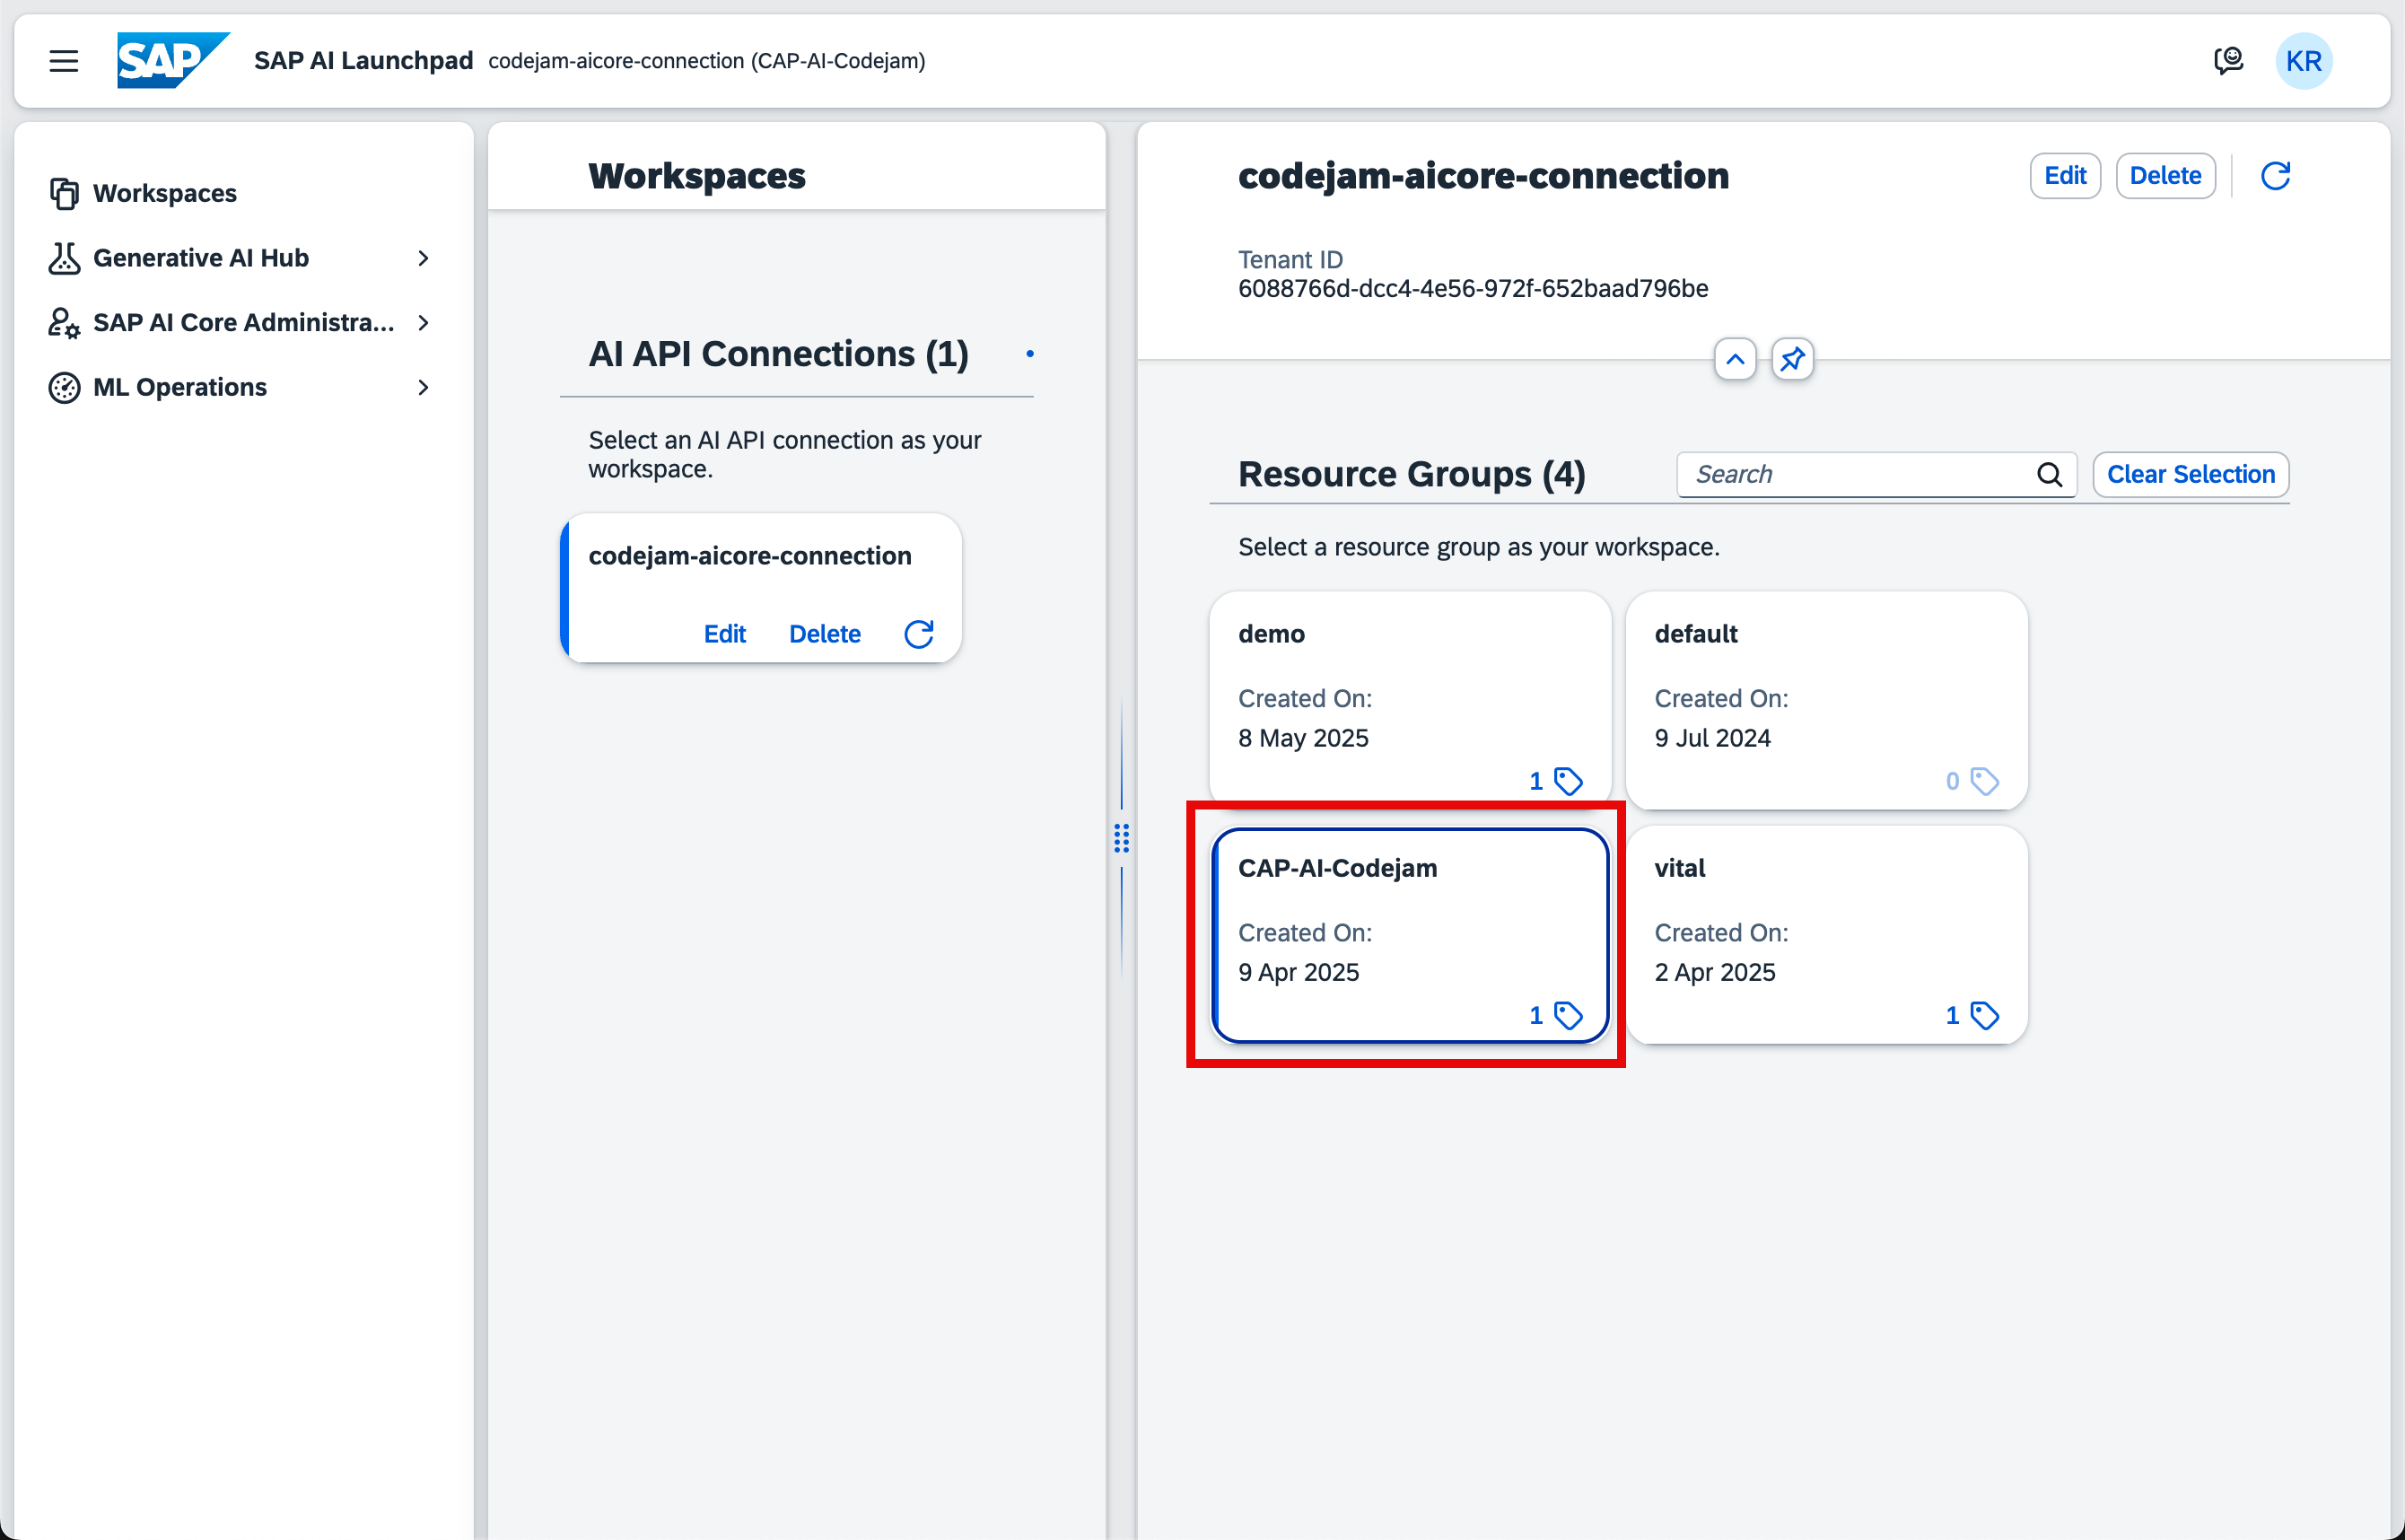 SAP
SAP AI Launchpad codejam-aicore-connection (CAP-AI-Codejam)
KR
Workspaces
Generative AI Hub
SAP AI Core Administra...
ML Operations
Workspaces
AI API Connections (1)
Select an AI API connection as your
workspace.
codejam-aicore-connection
Edit Delete
codejam-aicore-connection
Edit Delete
Tenant ID
6088766d-dcc4-4e56-972f-652baad796be
Resource Groups (4)
Search
Clear Selection
Select a resource group as your workspace.
demo
Created On:
8 May 2025
1
default
Created On:
9 Jul 2024
0
CAP-AI-Codejam
Created On:
9 Apr 2025
1
vital
Created On:
2 Apr 2025
1